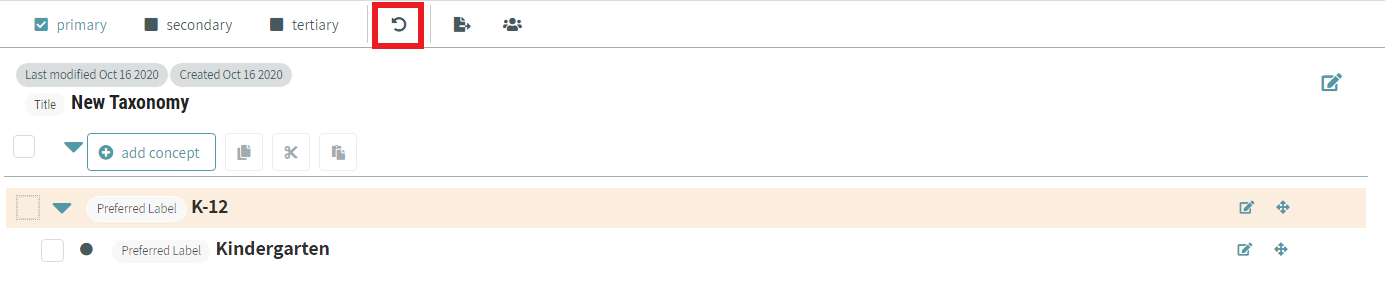 primary secondary tertiary
Last modified Oct 16 2020 Created Oct 16 2020
Title New Taxonomy
add concept
Preferred Label K-12
Preferred Label Kindergarten